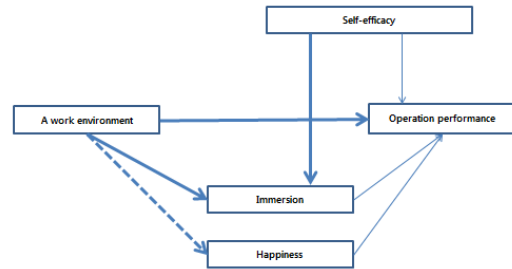 Self-efficacy
A work environment
Operation performance
Immersion
Happiness